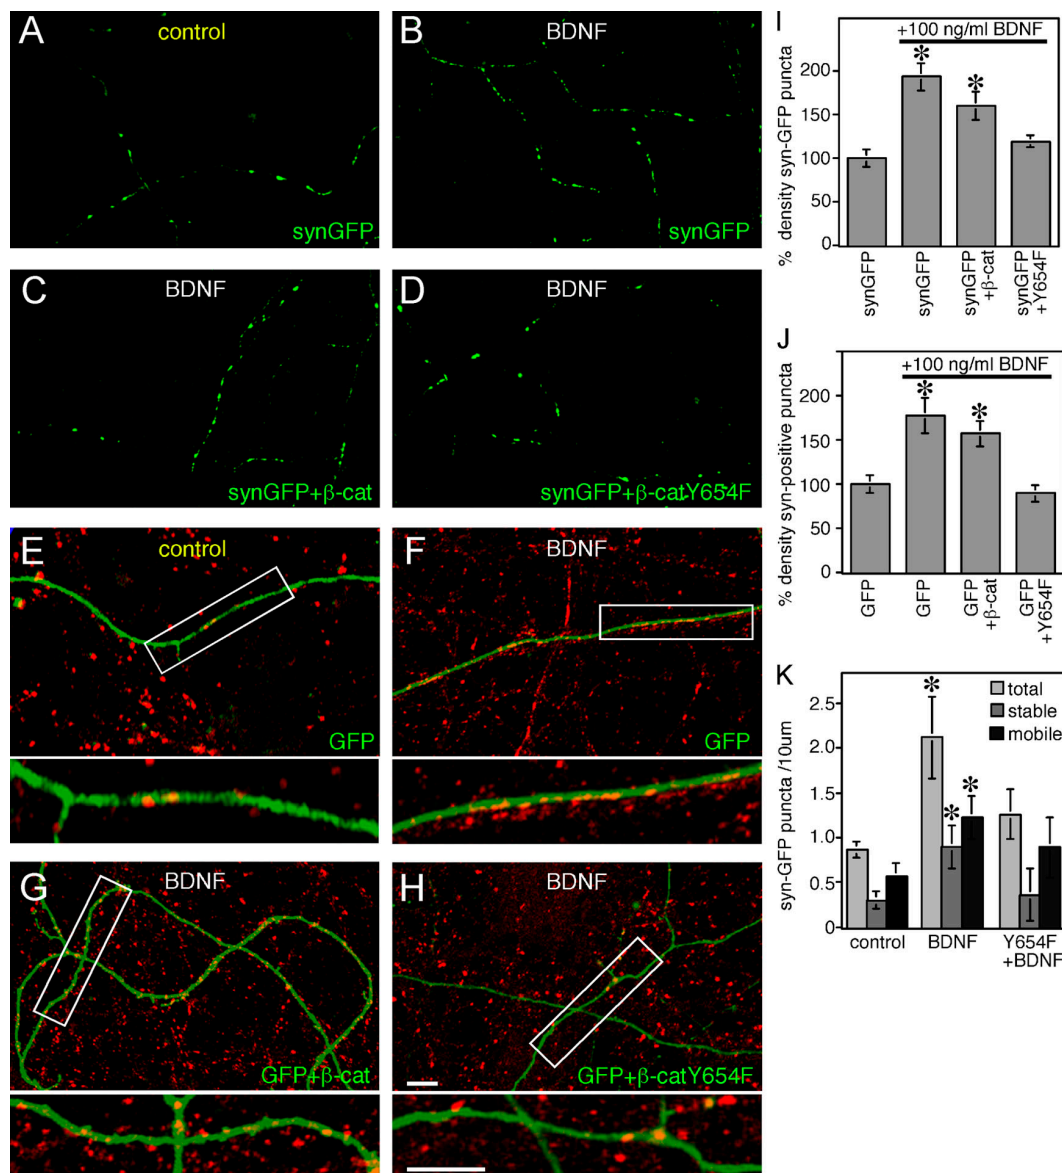 A
control
synGFP
B
BDNF
synGFP
C
BDNF
synGFP+β-cat
D
BDNF
synGFP+β-catY654F
E
control
GFP
F
BDNF
GFP
G
BDNF
GFP+β-cat
H
BDNF
GFP+β-catY654F
I
+100 ng/ml BDNF
% density syn-GFP puncta
200
150
100
50
0
*
*
synGFP
synGFP
synGFP
+β-cat
synGFP
+Y654F
J
+100 ng/ml BDNF
% density syn-positive puncta
200
150
100
50
0
*
*
GFP
GFP
GFP
+β-cat
GFP
+Y654F
K
total
stable
mobile
syn-GFP puncta /10um
2.5
2.0
1.5
1.0
0.5
0
*
*
*
control
BDNF
Y654F
+BDNF